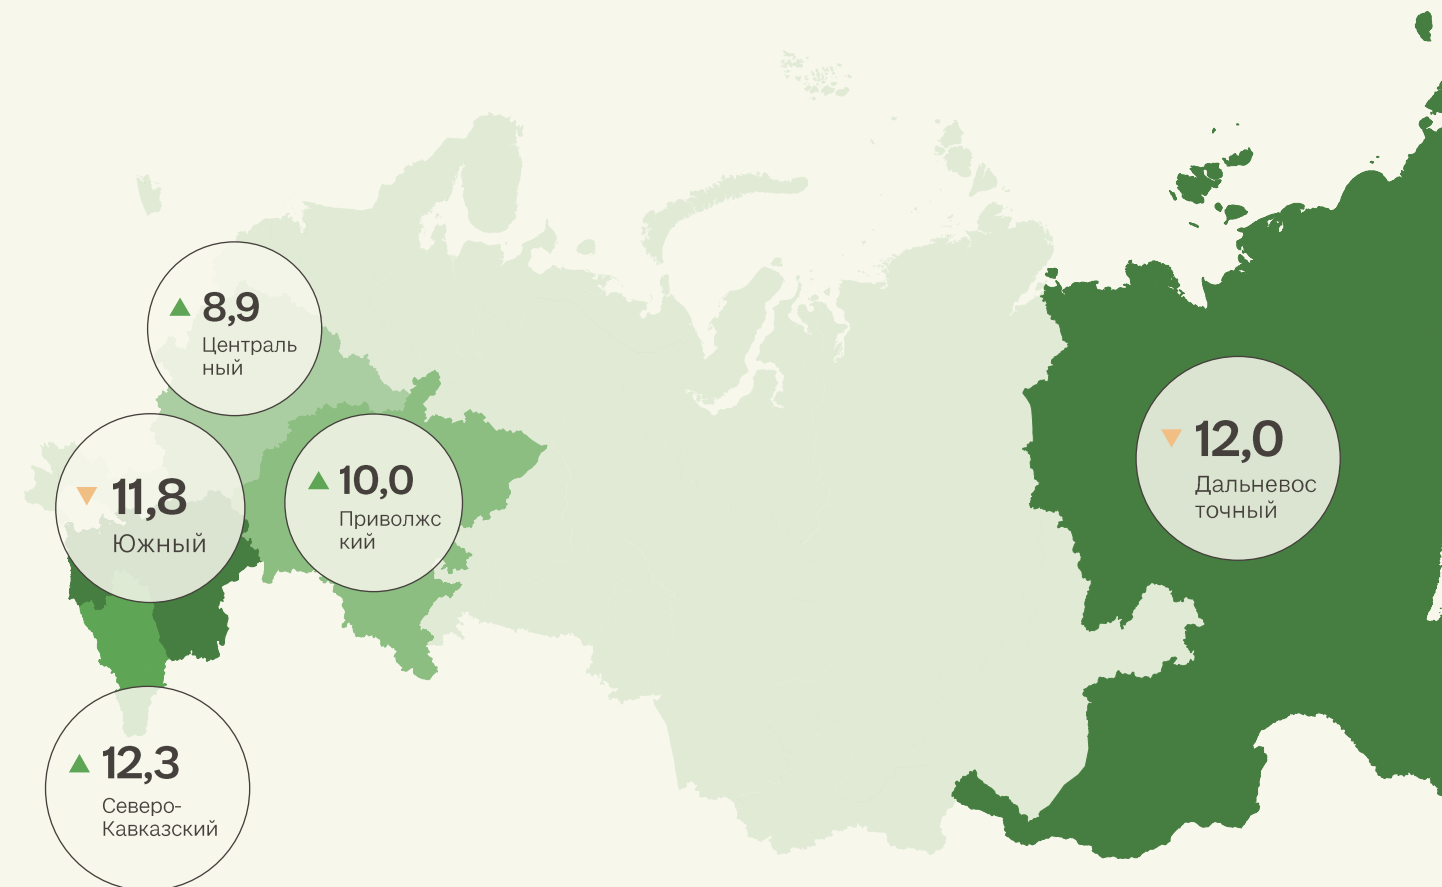 8,9
Централь
ный
11,8
Южный
10,0
Приволжс
кий
12,0
Дальневос
точный
12,3
Северо-
Кавказский